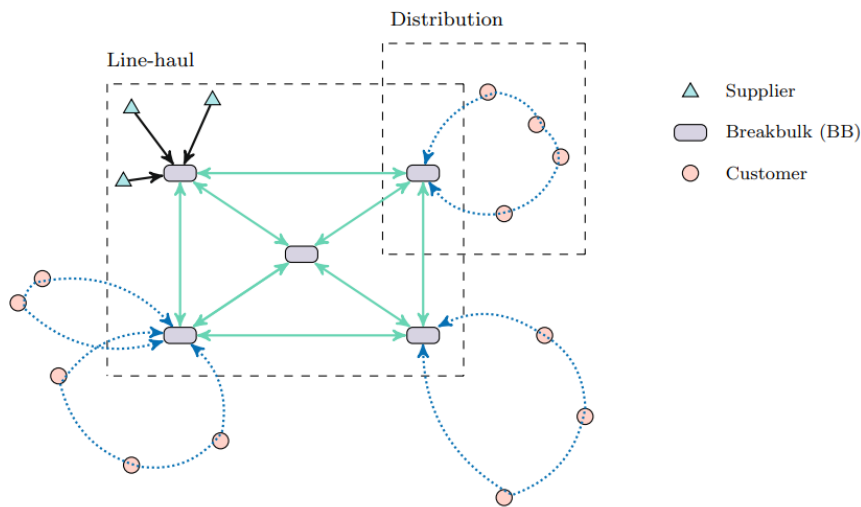 Distribution
Line-haul
Supplier
Breakbulk (BB)
Customer